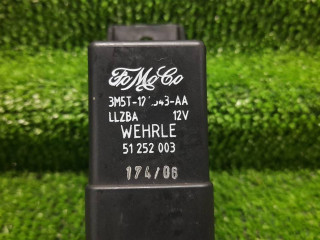 FoMoCo
LLZBA 12V
WEHRLE
51 252 003
174/06